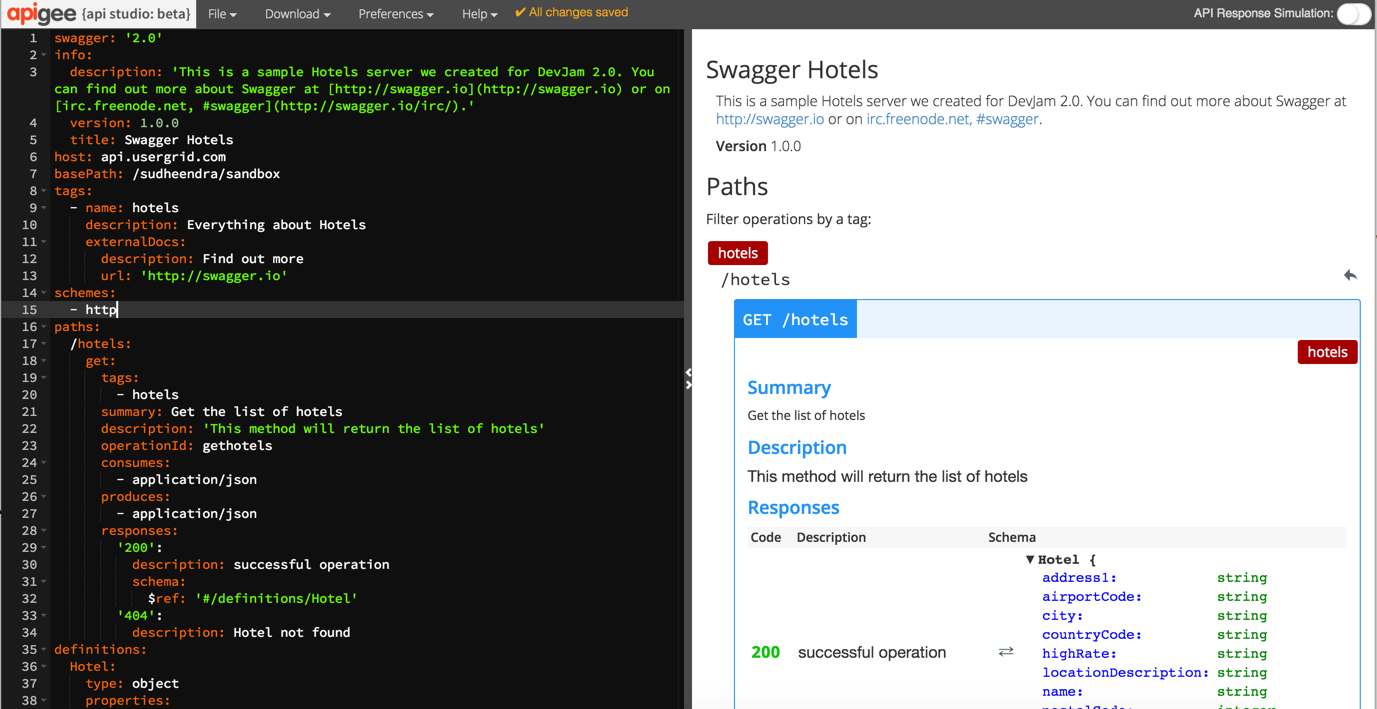 apigee {api studio: beta} File Download Preferences Help ✔ All changes saved API Response Simulation:
1 swagger: '2.0'
2 info:
3 description: 'This is a sample Hotels server we created for DevJam 2.0. You
can find out more about Swagger at [http://swagger.io](http://swagger.io) or on
[irc.freenode.net, #swagger](http://swagger.io/irc/).'
4 version: 1.0.0
5 title: Swagger Hotels
6 host: api.usergrid.com
7 basePath: /sudheendra/sandbox
8 tags:
9 - name: hotels
10 description: Everything about Hotels
11 externalDocs:
12 description: Find out more
13 url: 'http://swagger.io'
14 schemes:
15 - http
16 paths:
17 /hotels:
18 get:
19 tags:
20 - hotels
21 summary: Get the list of hotels
22 description: 'This method will return the list of hotels'
23 operationId: gethotels
24 consumes:
25 - application/json
26 produces:
27 - application/json
28 responses:
29 '200':
30 description: successful operation
31 schema:
32 $ref: '#/definitions/Hotel'
33 '404':
34 description: Hotel not found
35 definitions:
36 Hotel:
37 type: object
38 properties:
Swagger Hotels
This is a sample Hotels server we created for DevJam 2.0. You can find out more about Swagger at
http://swagger.io or on irc.freenode.net, #swagger.
Version 1.0.0
Paths
Filter operations by a tag:
hotels
/hotels
GET /hotels
hotels
Summary
Get the list of hotels
Description
This method will return the list of hotels
Responses
Code Description Schema
▼ Hotel {
address1: string
airportCode: string
city: string
countryCode: string
highRate: string
200 successful operation ⇄
locationDescription: string
name: string